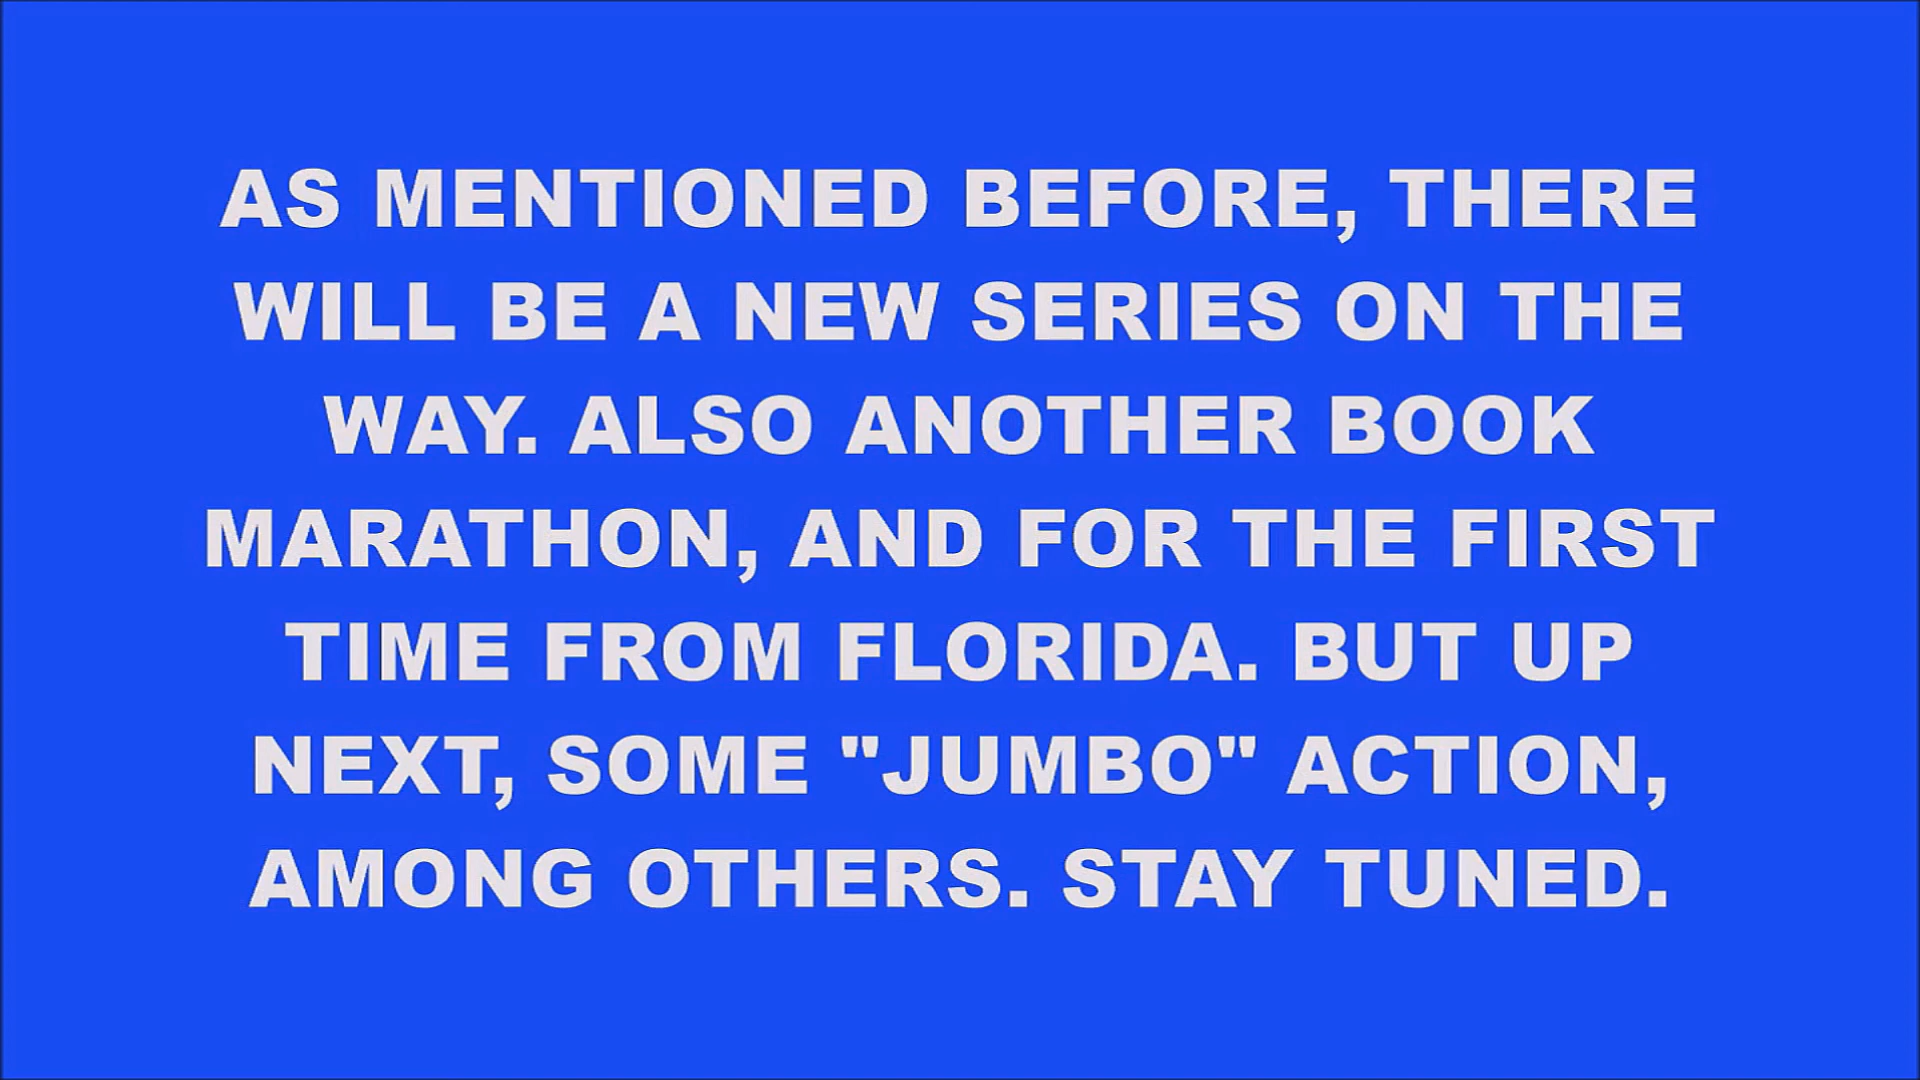 AS MENTIONED BEFORE, THERE
WILL BE A NEW SERIES ON THE
WAY. ALSO ANOTHER BOOK
MARATHON, AND FOR THE FIRST
TIME FROM FLORIDA. BUT UP
NEXT, SOME "JUMBO" ACTION,
AMONG OTHERS. STAY TUNED.